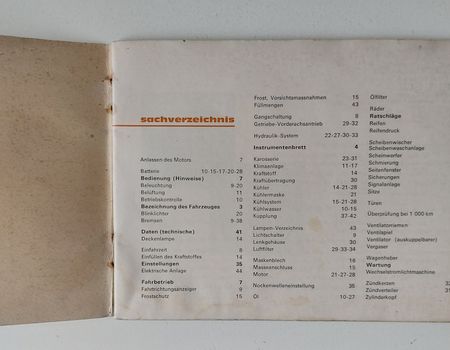 sachverzeichnis
Anlassen des Motors 7
Batterie 10-15-17-20-28
Bedienung (Hinweise) 7
Beleuchtung 9-20
Belüftung 11
Betriebskontrolle 10
Bezeichnung des Fahrzeuges 3
Blinklichter 20
Bremsen 9-38
Daten (technische) 41
Deckenlampe 14
Einfahrzeit 8
Einfüllen des Kraftstoffes 14
Einstellungen 35
Elektrische Anlage 44
Fahrbetrieb 7
Fahrtrichtungsanzeiger 9
Frostschutz 15
Frost, Vorsichtsmassnahmen 15
Füllmengen 43
Gangschaltung 8
Getriebe-Vorderachsantrieb 29-32
Hydraulik-System 22-27-30-33
Instrumentenbrett 4
Karosserie 23-31
Klimaanlage 11-17
Kraftstoff 14
Kraftübertragung 30
Kühler 14-21-28
Kühlmantel 21-28
Kühlsystem 15-21-28
Kühlwasser 10-15
Kupplung 37-42
Lampen-Verzeichnis 43
Lichtschalter 9
Lenkgehäuse 30
Luftfilter 29-33-34
Maskenblech 16
Masseanschluss 15
Motor 21-27-28
Nockenwelleneinstellung 35
Öl 10-27
Ölfilter
Räder
Ratschläge
Reifen
Reifendruck
Scheibenwischer
Scheibenwaschanlage
Scheinwerfer
Schmierung
Seitenfenster
Sicherungen
Signalanlage
Sitze
Türen
Überprüfung bei 1 000 km
Ventilatorriemen
Ventilspiel
Ventilator (auskuppelbarer)
Vergaser
Wagenheber
Wartung
Wechselstromlichtmaschine
Zündkerzen
Zündverteiler
Zylinderkopf